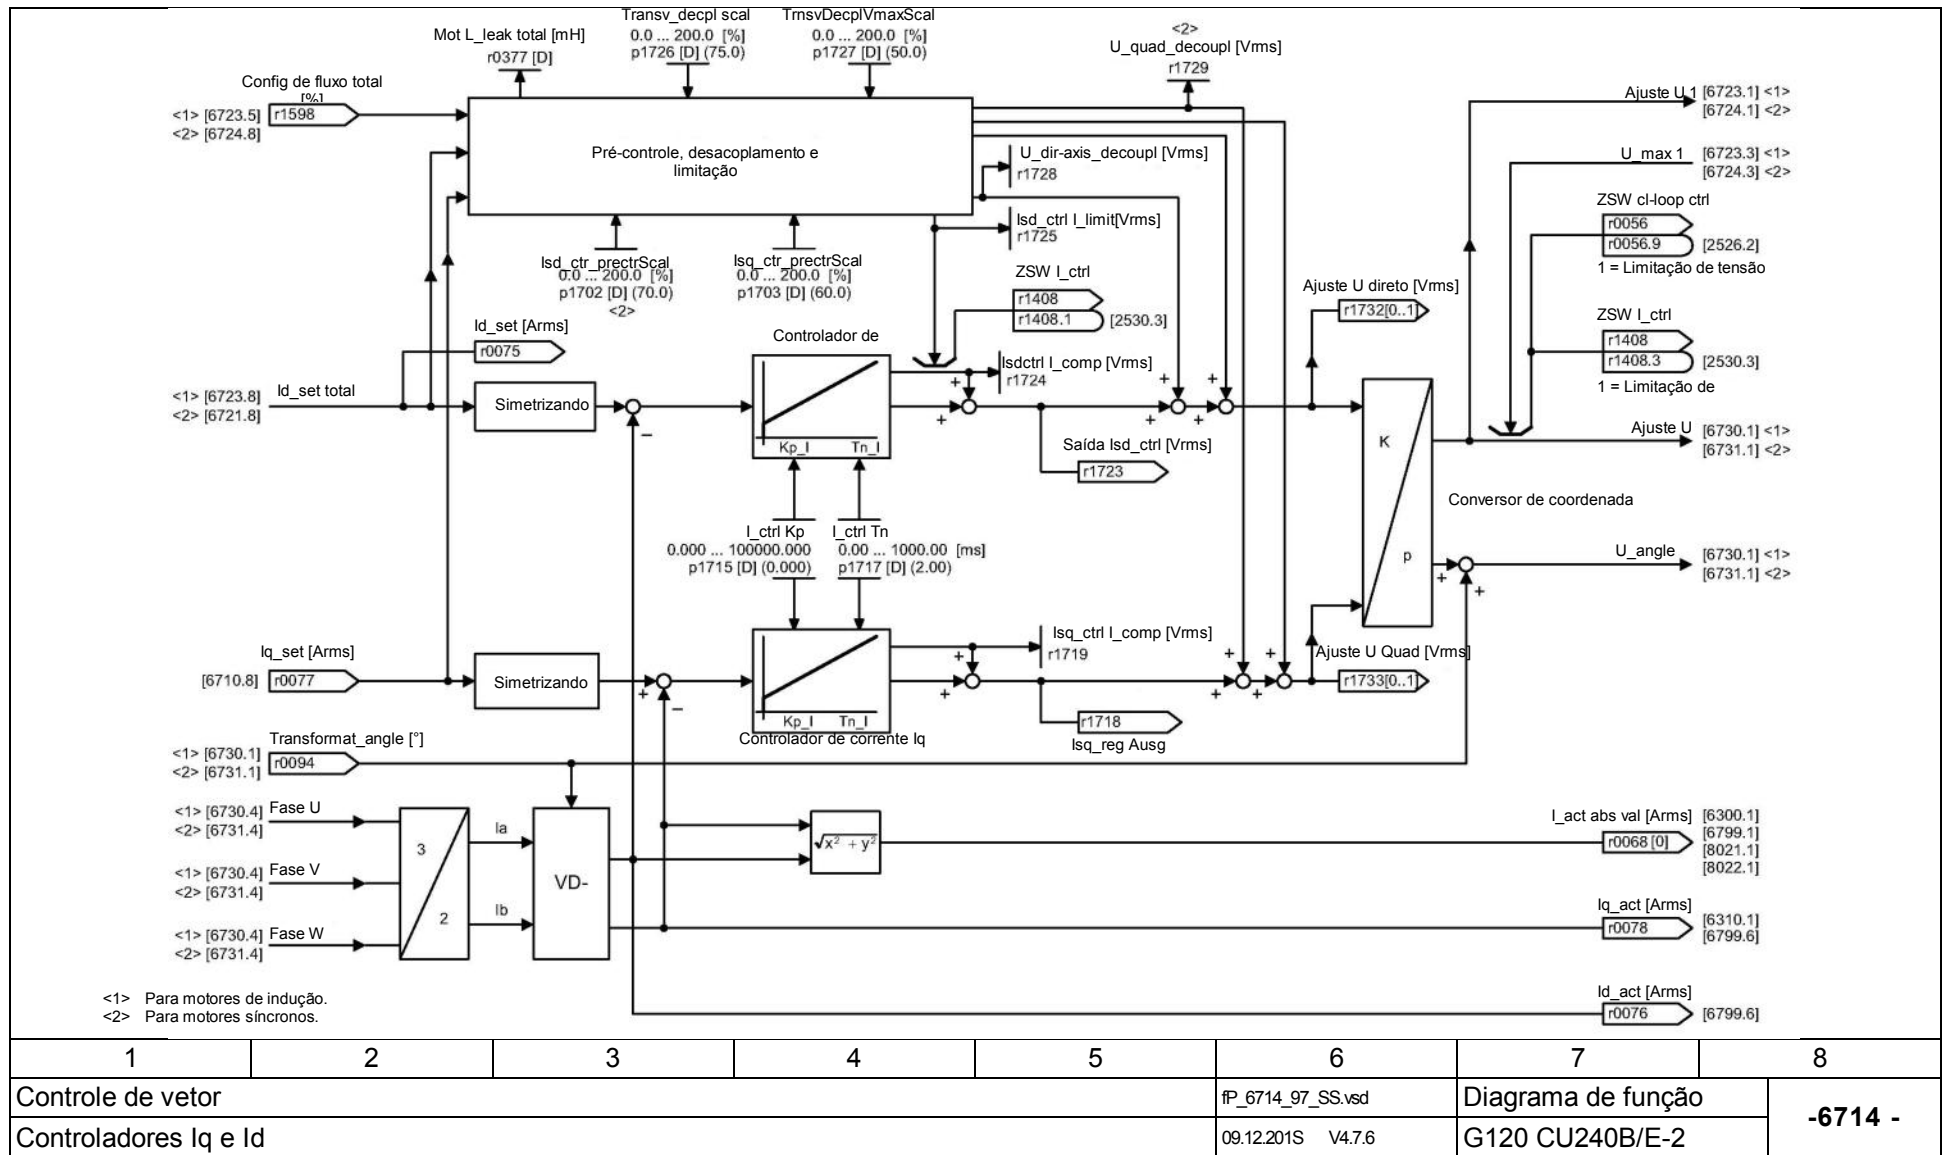 Transv_decpl scal
0.0 ... 200.0 [%]
p1726 [D] (75.0)
TrnsvDecplVmaxScal
0.0 ... 200.0 [%]
p1727 [D] (50.0)
<2>
U_quad_decoupl [Vrms]
r1729
Mot L_leak total [mH]
r0377 [D]
Config de fluxo total
[%]
<1> [6723.5]
<2> [6724.8]
r1598
Pré-controle, desacoplamento e
limitação
U_dir-axis_decoupl [Vrms]
r1728
Isd_ctrl I_limit[Vrms]
r1725
Ajuste U 1
[6723.1] <1>
[6724.1] <2>
U_max 1
[6723.3] <1>
[6724.3] <2>
ZSW cl-loop ctrl
r0056
r0056.9
[2526.2]
1 = Limitação de tensão
Isd_ctr_prectrScal
0.0 ... 200.0 [%]
p1702 [D] (70.0)
<2>
Isq_ctr_prectrScal
0.0 ... 200.0 [%]
p1703 [D] (60.0)
ZSW I_ctrl
r1408
r1408.1
[2530.3]
Ajuste U direto [Vrms]
r1732[0..1]
ZSW I_ctrl
r1408
r1408.3
[2530.3]
1 = Limitação de
Id_set [Arms]
r0075
Controlador de
Isdctrl I_comp [Vrms]
r1724
<1> [6723.8]
<2> [6721.8]
Id_set total
Simetrizando
–
Kp_I
Tn_I
+
+
+
+
+
+
Saída Isd_ctrl [Vrms]
r1723
K
p
Ajuste U
[6730.1] <1>
[6731.1] <2>
Conversor de coordenada
I_ctrl Kp
0.000 ... 100000.000
p1715 [D] (0.000)
I_ctrl Tn
0.00 ... 1000.00 [ms]
p1717 [D] (2.00)
U_angle
[6730.1] <1>
[6731.1] <2>
+
+
Iq_set [Arms]
[6710.8]
r0077
Simetrizando
+
–
Kp_I
Tn_I
Controlador de corrente Iq
Isq_ctrl I_comp [Vrms]
r1719
+
+
+
+
+
+
Ajuste U Quad [Vrms]
r1733[0..1]
r1718
Isq_reg Ausg
Transformat_angle [°]
<1> [6730.1]
<2> [6731.1]
r0094
<1> [6730.4]
<2> [6731.4]
Fase U
<1> [6730.4]
<2> [6731.4]
Fase V
<1> [6730.4]
<2> [6731.4]
Fase W
3
2
Ia
Ib
VD-
√x² + y²
I_act abs val [Arms]
r0068 [0]
[6300.1]
[6799.1]
[8021.1]
[8022.1]
Iq_act [Arms]
r0078
[6310.1]
[6799.6]
Id_act [Arms]
r0076
[6799.6]
<1> Para motores de indução.
<2> Para motores síncronos.
1 2 3 4 5 6 7 8
Controle de vetor
fP_6714_97_SS.vsd
Diagrama de função
-6714 -
Controladores Iq e Id
09.12.201S V4.7.6
G120 CU240B/E-2